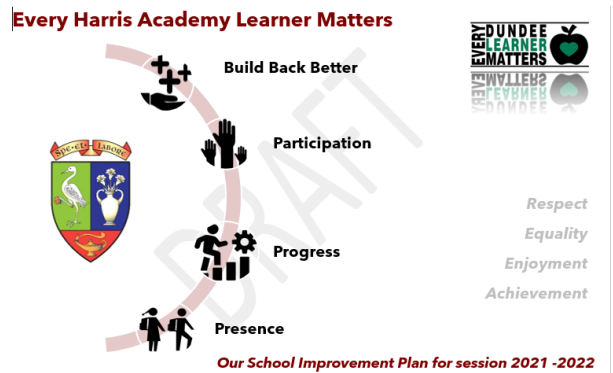 Every Harris Academy Learner Matters
EVERY
DUNDEE
LEARNER
MATTERS
Build Back Better
Participation
SPE·ET·LABORE
DRAFT
Respect
Equality
Progress
Enjoyment
Achievement
Presence
Our School Improvement Plan for session 2021 -2022